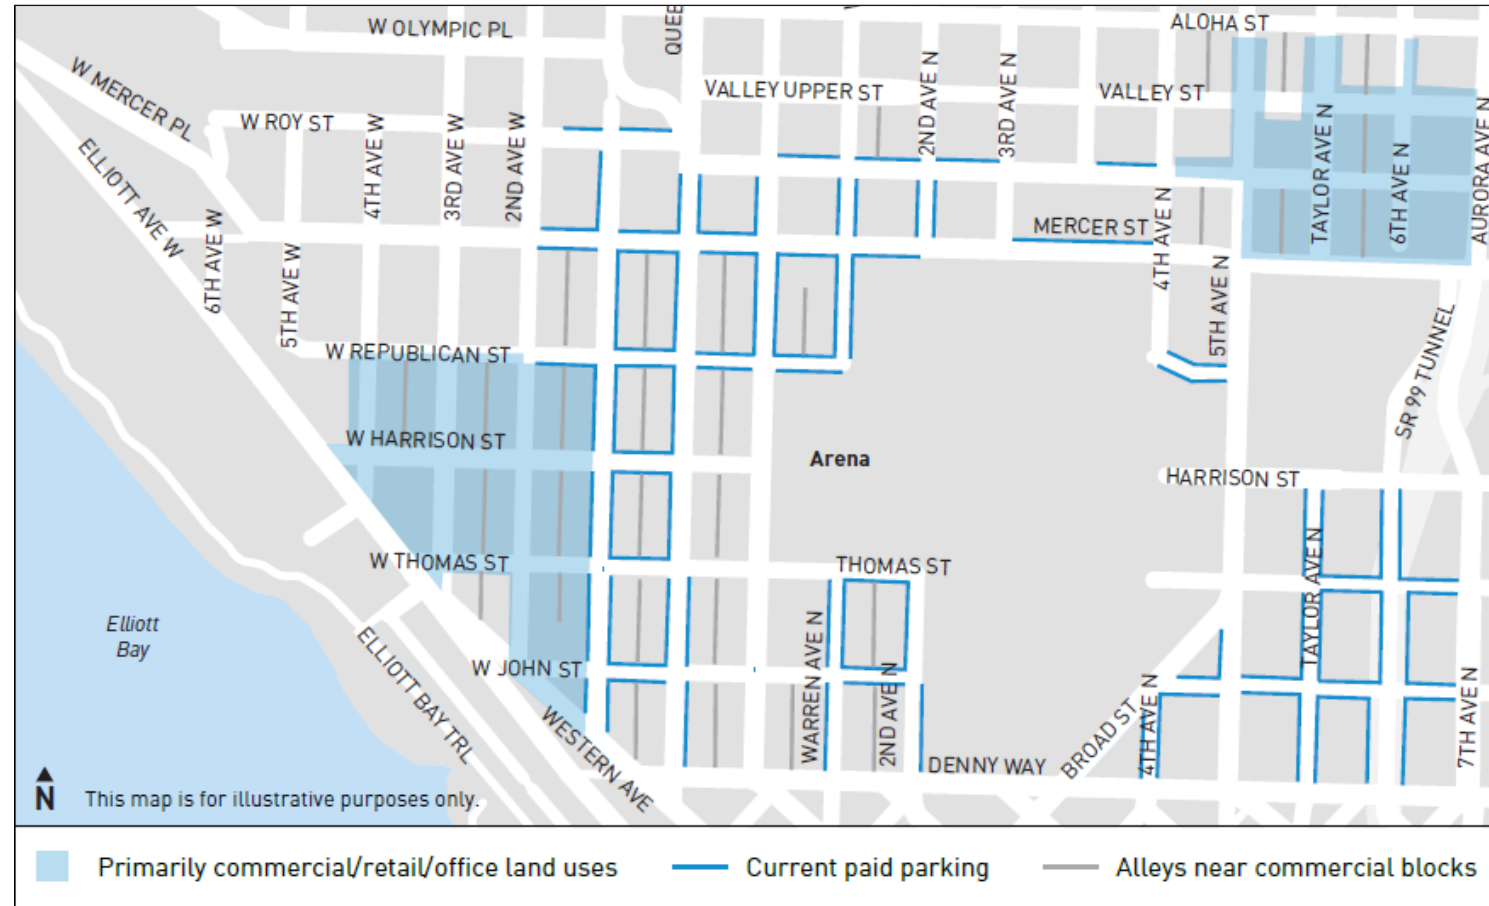 W OLYMPIC PL
QUEE
ALOHA ST
W MERCER PL
VALLEY UPPER ST
2ND AVE N
3RD AVE N
VALLEY ST
W ROY ST
4TH AVE W
3RD AVE W
2ND AVE W
TAYLOR AVE N
6TH AVE N
AURORA AVE N
ELLIOTT AVE W
6TH AVE W
5TH AVE W
MERCER ST
4TH AVE N
5TH AVE N
W REPUBLICAN ST
SR 99 TUNNEL
W HARRISON ST
Arena
HARRISON ST
W THOMAS ST
THOMAS ST
TAYLOR AVE N
Elliott
Bay
ELLIOTT BAY TRL
W JOHN ST
WARREN AVE N
2ND AVE N
WESTERN AVE
DENNY WAY
BROAD ST
4TH AVE N
7TH AVE N
N
This map is for illustrative purposes only.
Primarily commercial/retail/office land uses
Current paid parking
Alleys near commercial blocks